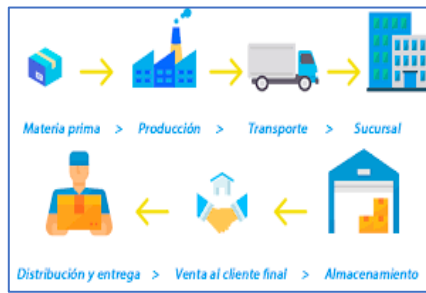 Materia prima > Producción > Transporte > Sucursal
Distribución y entrega > Venta al cliente final > Almacenamiento